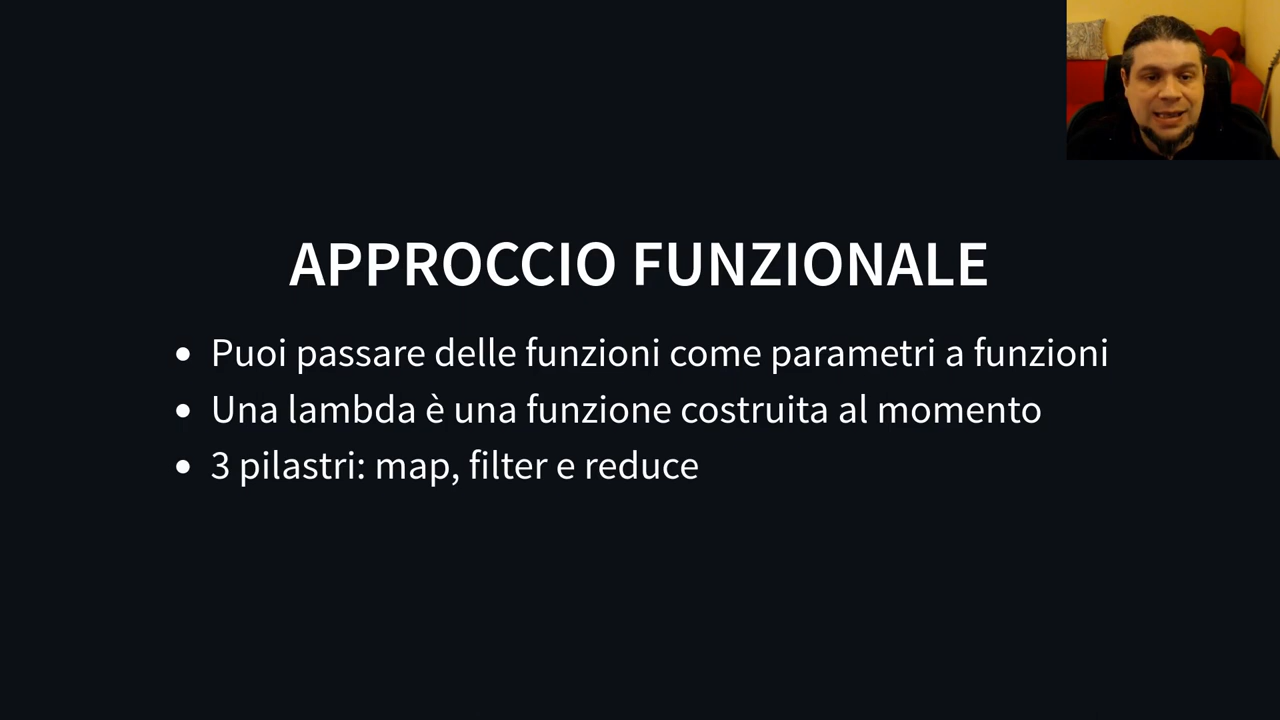 APPROCCIO FUNZIONALE
• Puoi passare delle funzioni come parametri a funzioni
• Una lambda è una funzione costruita al momento
• 3 pilastri: map, filter e reduce